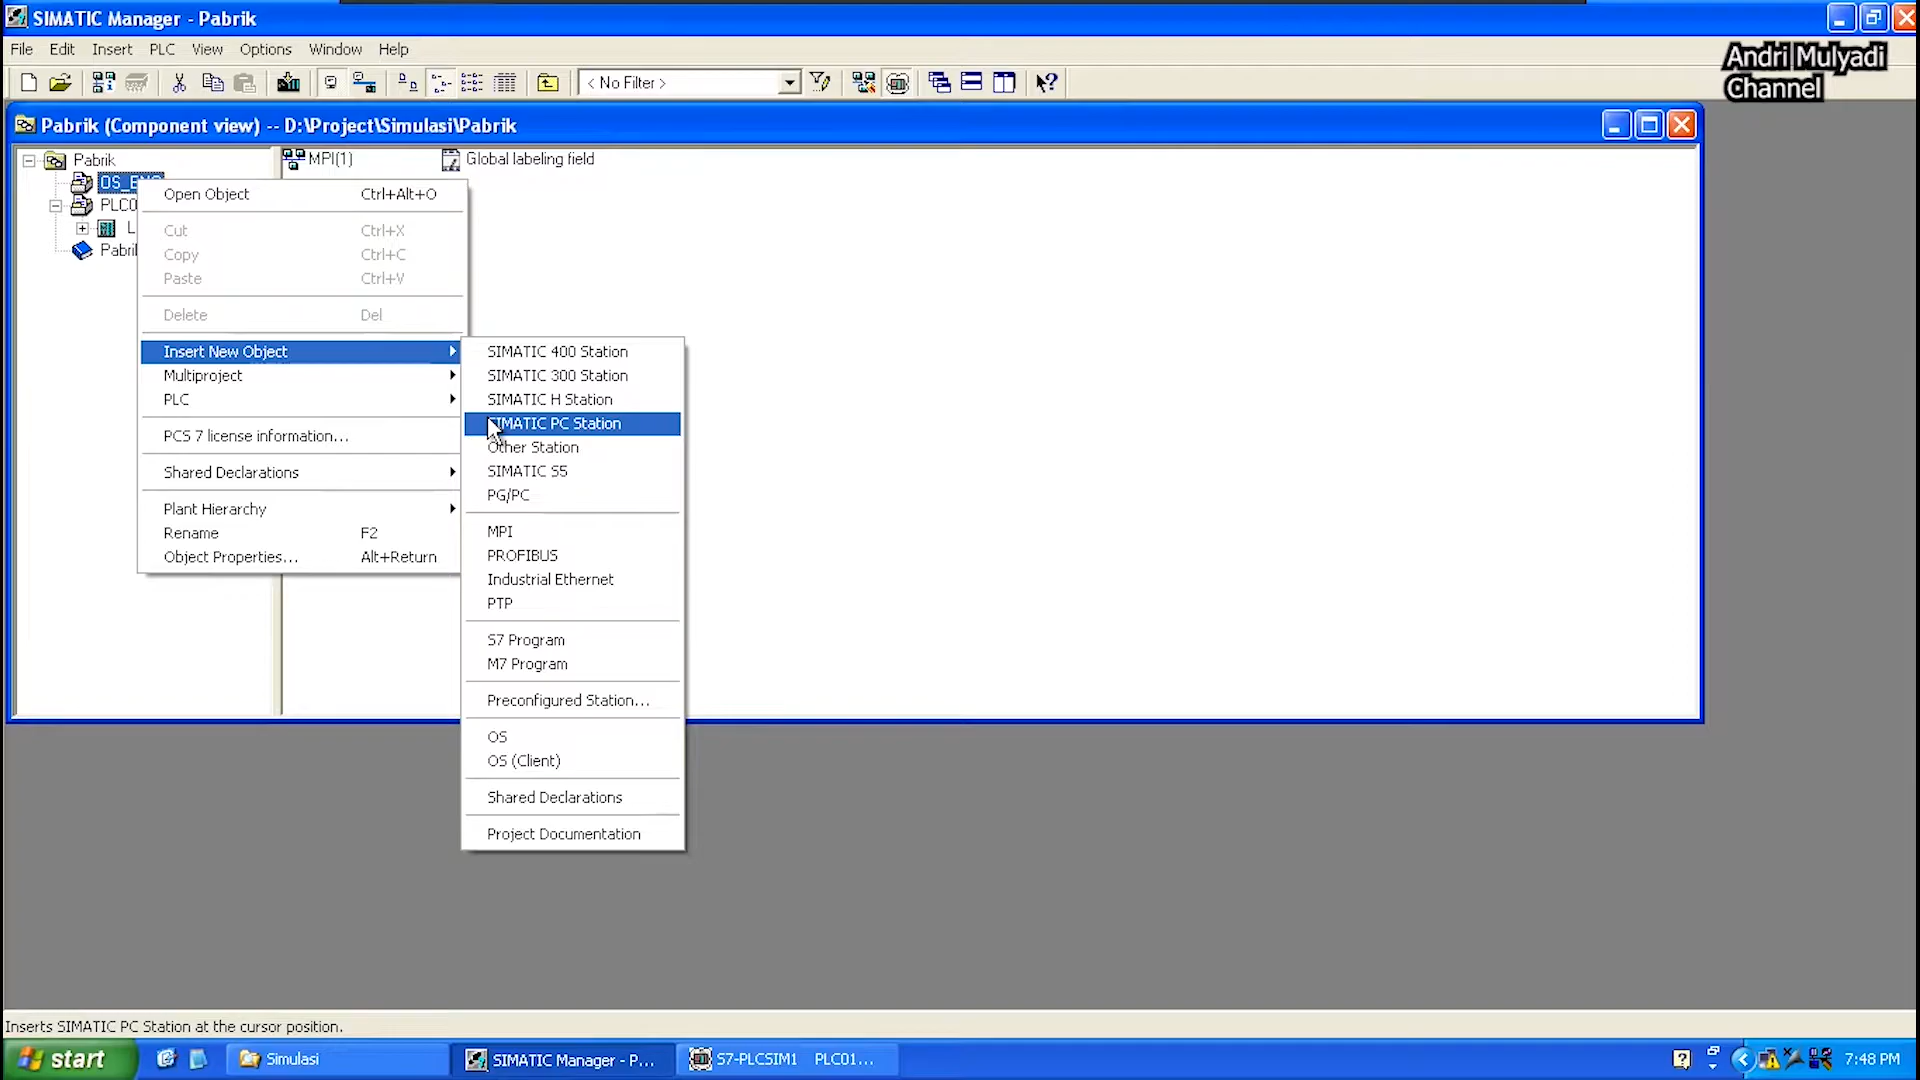 SIMATIC Manager - Pabrik
File Edit Insert PLC View Options Window Help
Andri Mulyadi
Channel
< No Filter >
Pabrik (Component view) -- D:\Project\Simulasi\Pabrik
Pabrik
MPI(1)
Global labeling field
Open Object Ctrl+Alt+O
Cut Ctrl+X
Copy Ctrl+C
Paste Ctrl+V
Delete Del
Insert New Object
Multiproject
PLC
PCS 7 license information...
Shared Declarations
Plant Hierarchy
Rename F2
Object Properties... Alt+Return
SIMATIC 400 Station
SIMATIC 300 Station
SIMATIC H Station
SIMATIC PC Station
Other Station
SIMATIC S5
PG/PC
MPI
PROFIBUS
Industrial Ethernet
PTP
S7 Program
M7 Program
Preconfigured Station...
OS
OS (Client)
Shared Declarations
Project Documentation
Inserts SIMATIC PC Station at the cursor position.
start
Simulasi
SIMATIC Manager - P...
S7-PLCSIM1 PLC01...
7:48 PM